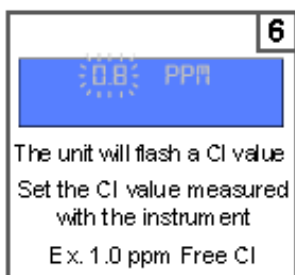 6
0.8 PPM
The unit will flash a Cl value
Set the Cl value measured
with the instrument
Ex. 1.0 ppm Free Cl